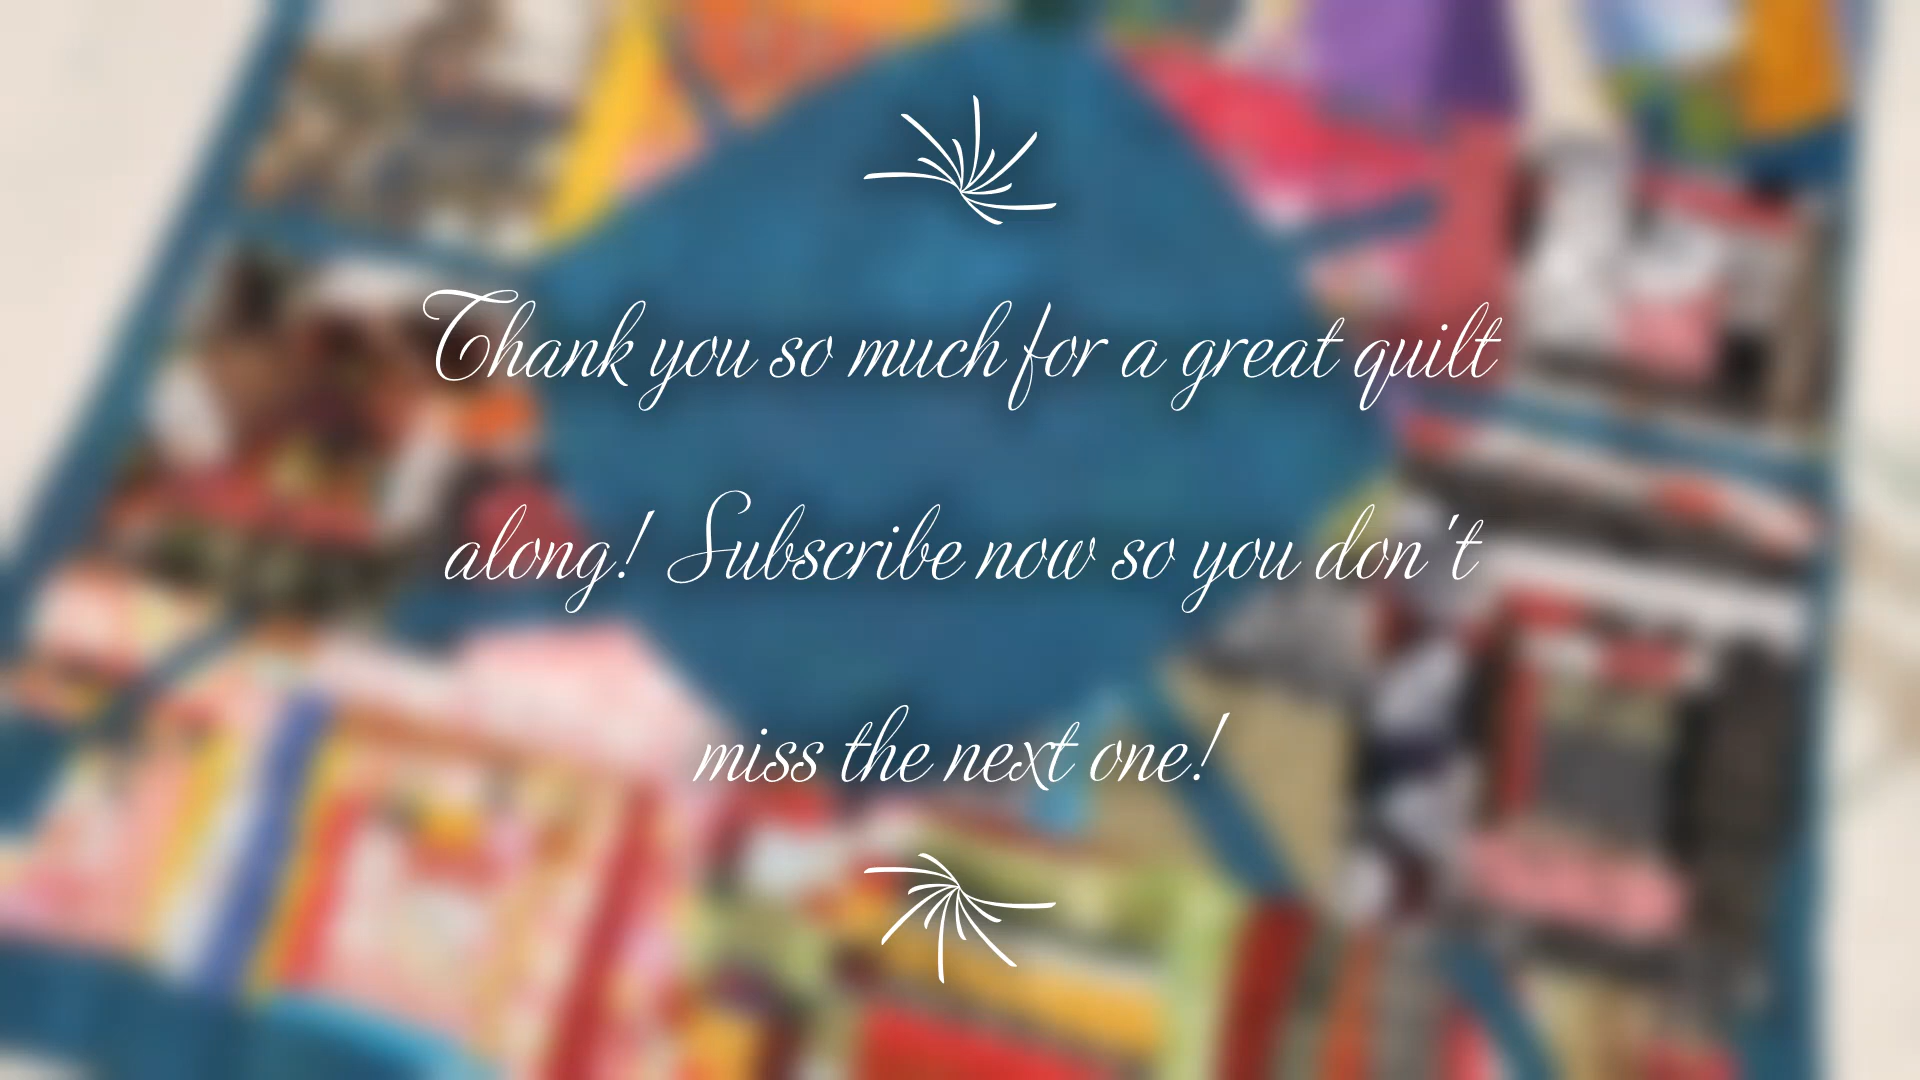 Thank you so much for a great quilt
along! Subscribe now so you don't
miss the next one!